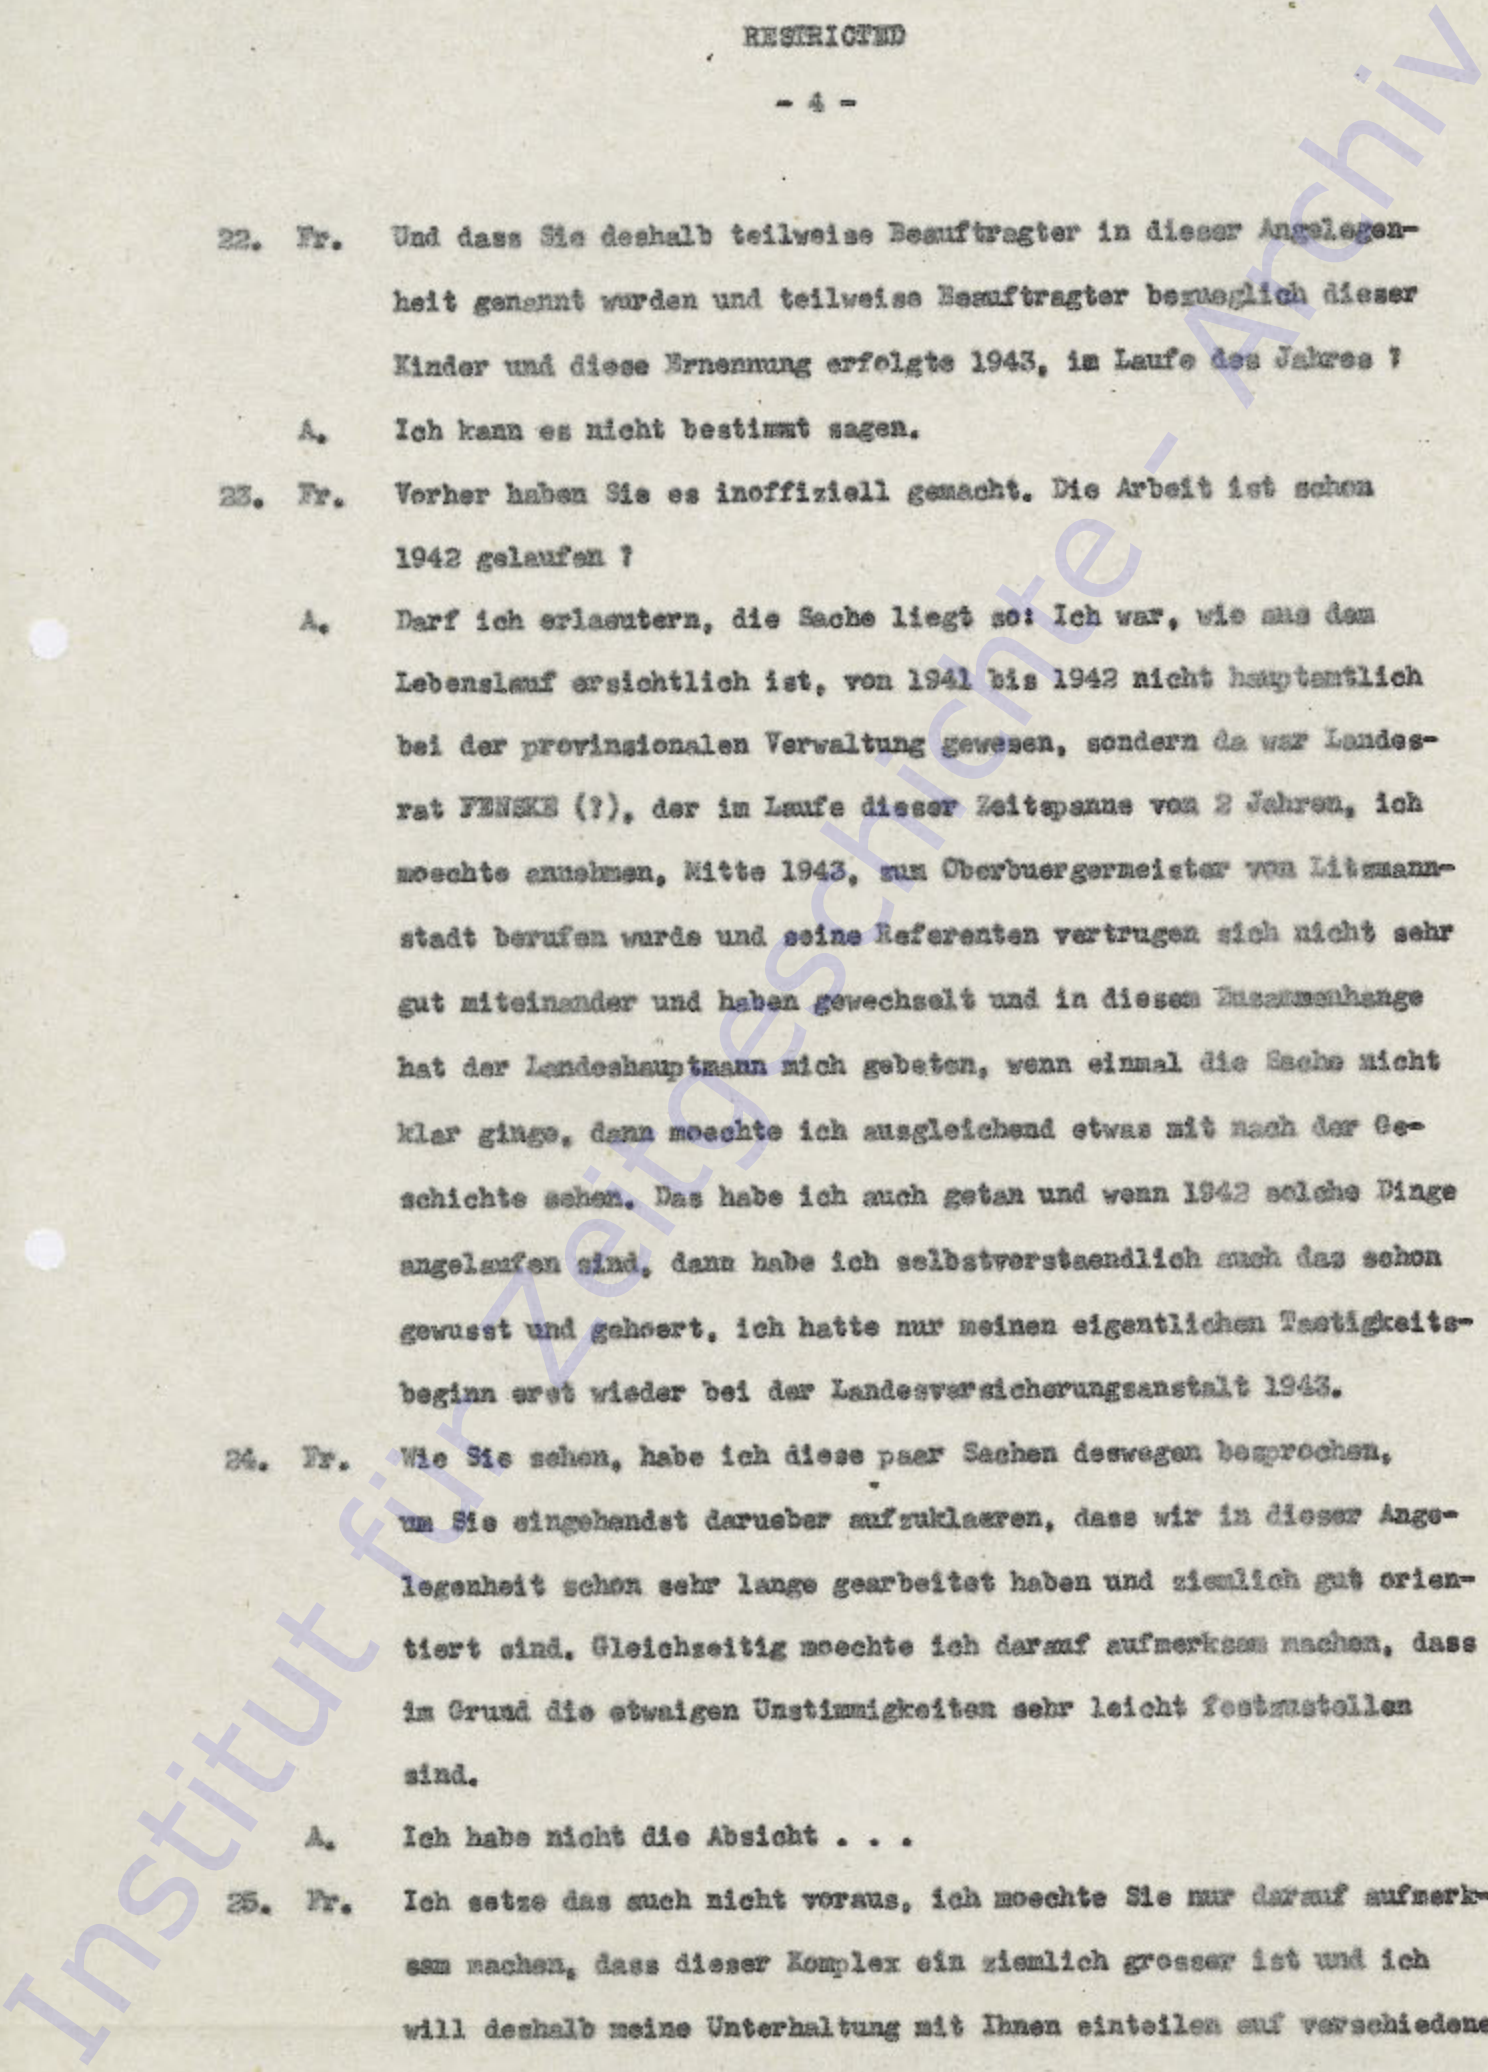 RESTRICTED
- 4 -
22. Fr. Und dass Sie deshalb teilweise Beauftragter in dieser Angelegen-
heit genannt wurden und teilweise Beauftragter bezueglich dieser
Kinder und diese Ernennung erfolgte 1943, im Laufe des Jahres ?
A. Ich kann es nicht bestimmt sagen.
23. Fr. Vorher haben Sie es inoffiziell gemacht. Die Arbeit ist schon
1942 gelaufen ?
A. Darf ich erlaeutern, die Sache liegt so: Ich war, wie aus dem
Lebenslauf ersichtlich ist, von 1941 bis 1942 nicht hauptamtlich
bei der provinzionalen Verwaltung gewesen, sondern da war Landes-
rat FENSKE (?), der im Laufe dieser Zeitspanne von 2 Jahren, ich
moechte annehmen, Mitte 1943, zum Oberbuergermeister von Litzmann-
stadt berufen wurde und seine Referenten vertrugen sich nicht sehr
gut miteinander und haben gewechselt und in diesem Zusammenhange
hat der Landeshauptmann mich gebeten, wenn einmal die Sache nicht
klar ginge, dann moechte ich ausgleichend etwas mit nach der Ge-
schichte sehen. Das habe ich auch getan und wenn 1942 solche Dinge
angelaufen sind, dann habe ich selbstverstaendlich auch das schon
gewusst und gehoert, ich hatte nur meinen eigentlichen Taetigkeits-
beginn erst wieder bei der Landesversicherungsanstalt 1943.
24. Fr. Wie Sie sehen, habe ich diese paar Sachen deswegen besprochen,
um Sie eingehendst darueber aufzuklaeren, dass wir in dieser Ange-
legenheit schon sehr lange gearbeitet haben und ziemlich gut orien-
tiert sind. Gleichzeitig moechte ich darauf aufmerksam machen, dass
im Grund die etwaigen Unstimmigkeiten sehr leicht festzustellen
sind.
A. Ich habe nicht die Absicht . . .
25. Fr. Ich setze das auch nicht voraus, ich moechte Sie nur darauf aufmerk-
sam machen, dass dieser Komplex ein ziemlich grosser ist und ich
will deshalb meine Unterhaltung mit Ihnen einteilen auf verschiedene
Institut für Zeitgeschichte - Archiv